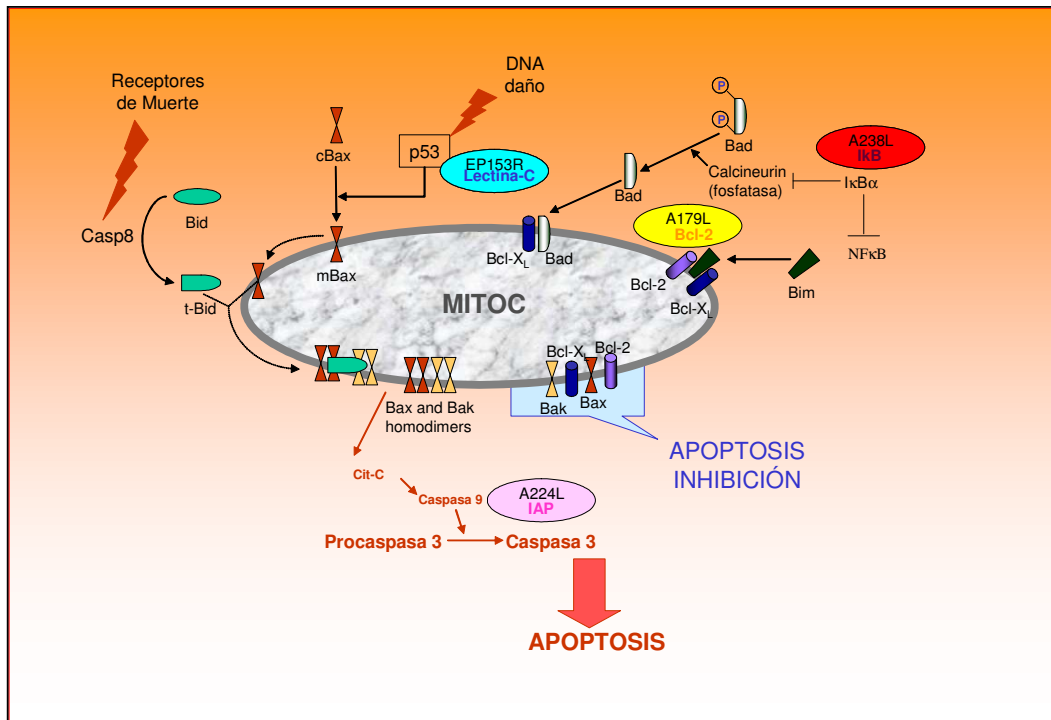 Receptores
de Muerte
DNA
daño
P
P
Bad
cBax
p53
EP153R
Lectina-C
A238L
IkB
Calcineurin
(fosfatasa)
IκBα
Bad
Bid
Casp8
A179L
Bcl-2
NFκB
mBax
Bcl-XL
Bad
Bcl-2
Bim
t-Bid
MITOC
Bcl-XL
Bcl-XL
Bcl-2
Bax and Bak
homodimers
Bak
Bax
APOPTOSIS
INHIBICIÓN
Cit-C
Caspasa 9
A224L
IAP
Procaspasa 3
Caspasa 3
APOPTOSIS